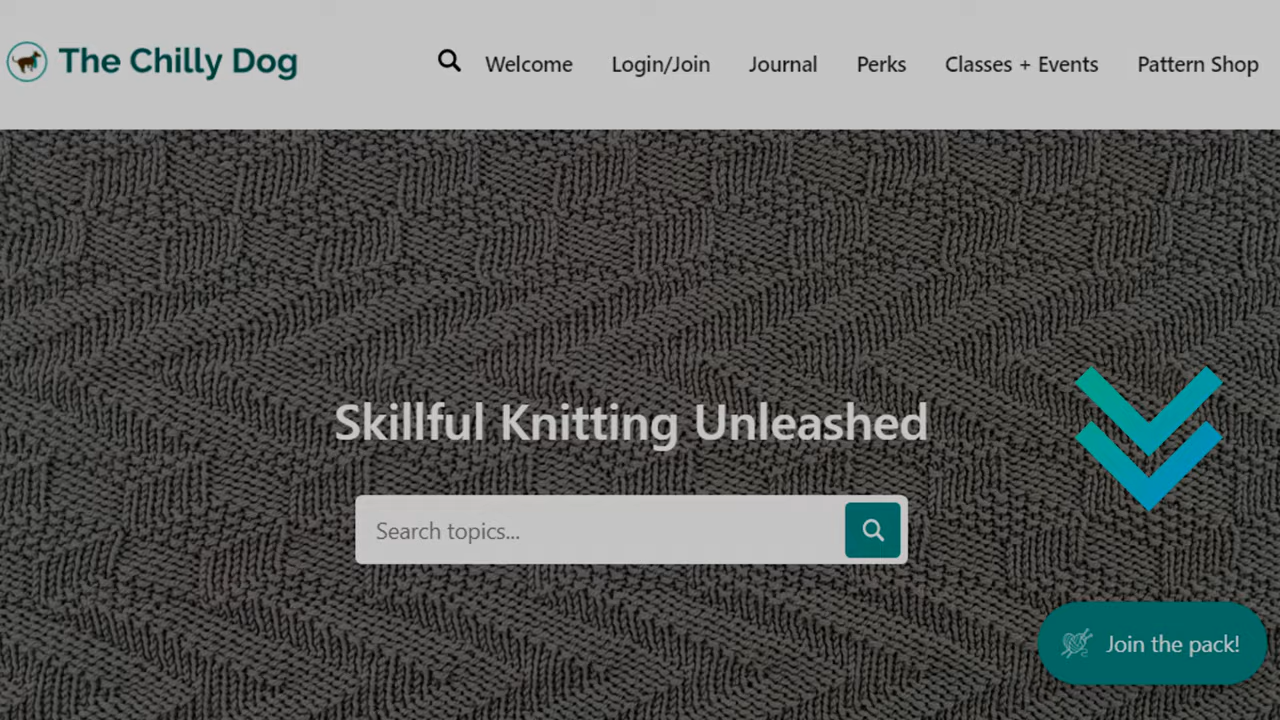 The Chilly Dog
Welcome Login/Join Journal Perks Classes + Events Pattern Shop
Skillful Knitting Unleashed
Search topics...
Join the pack!